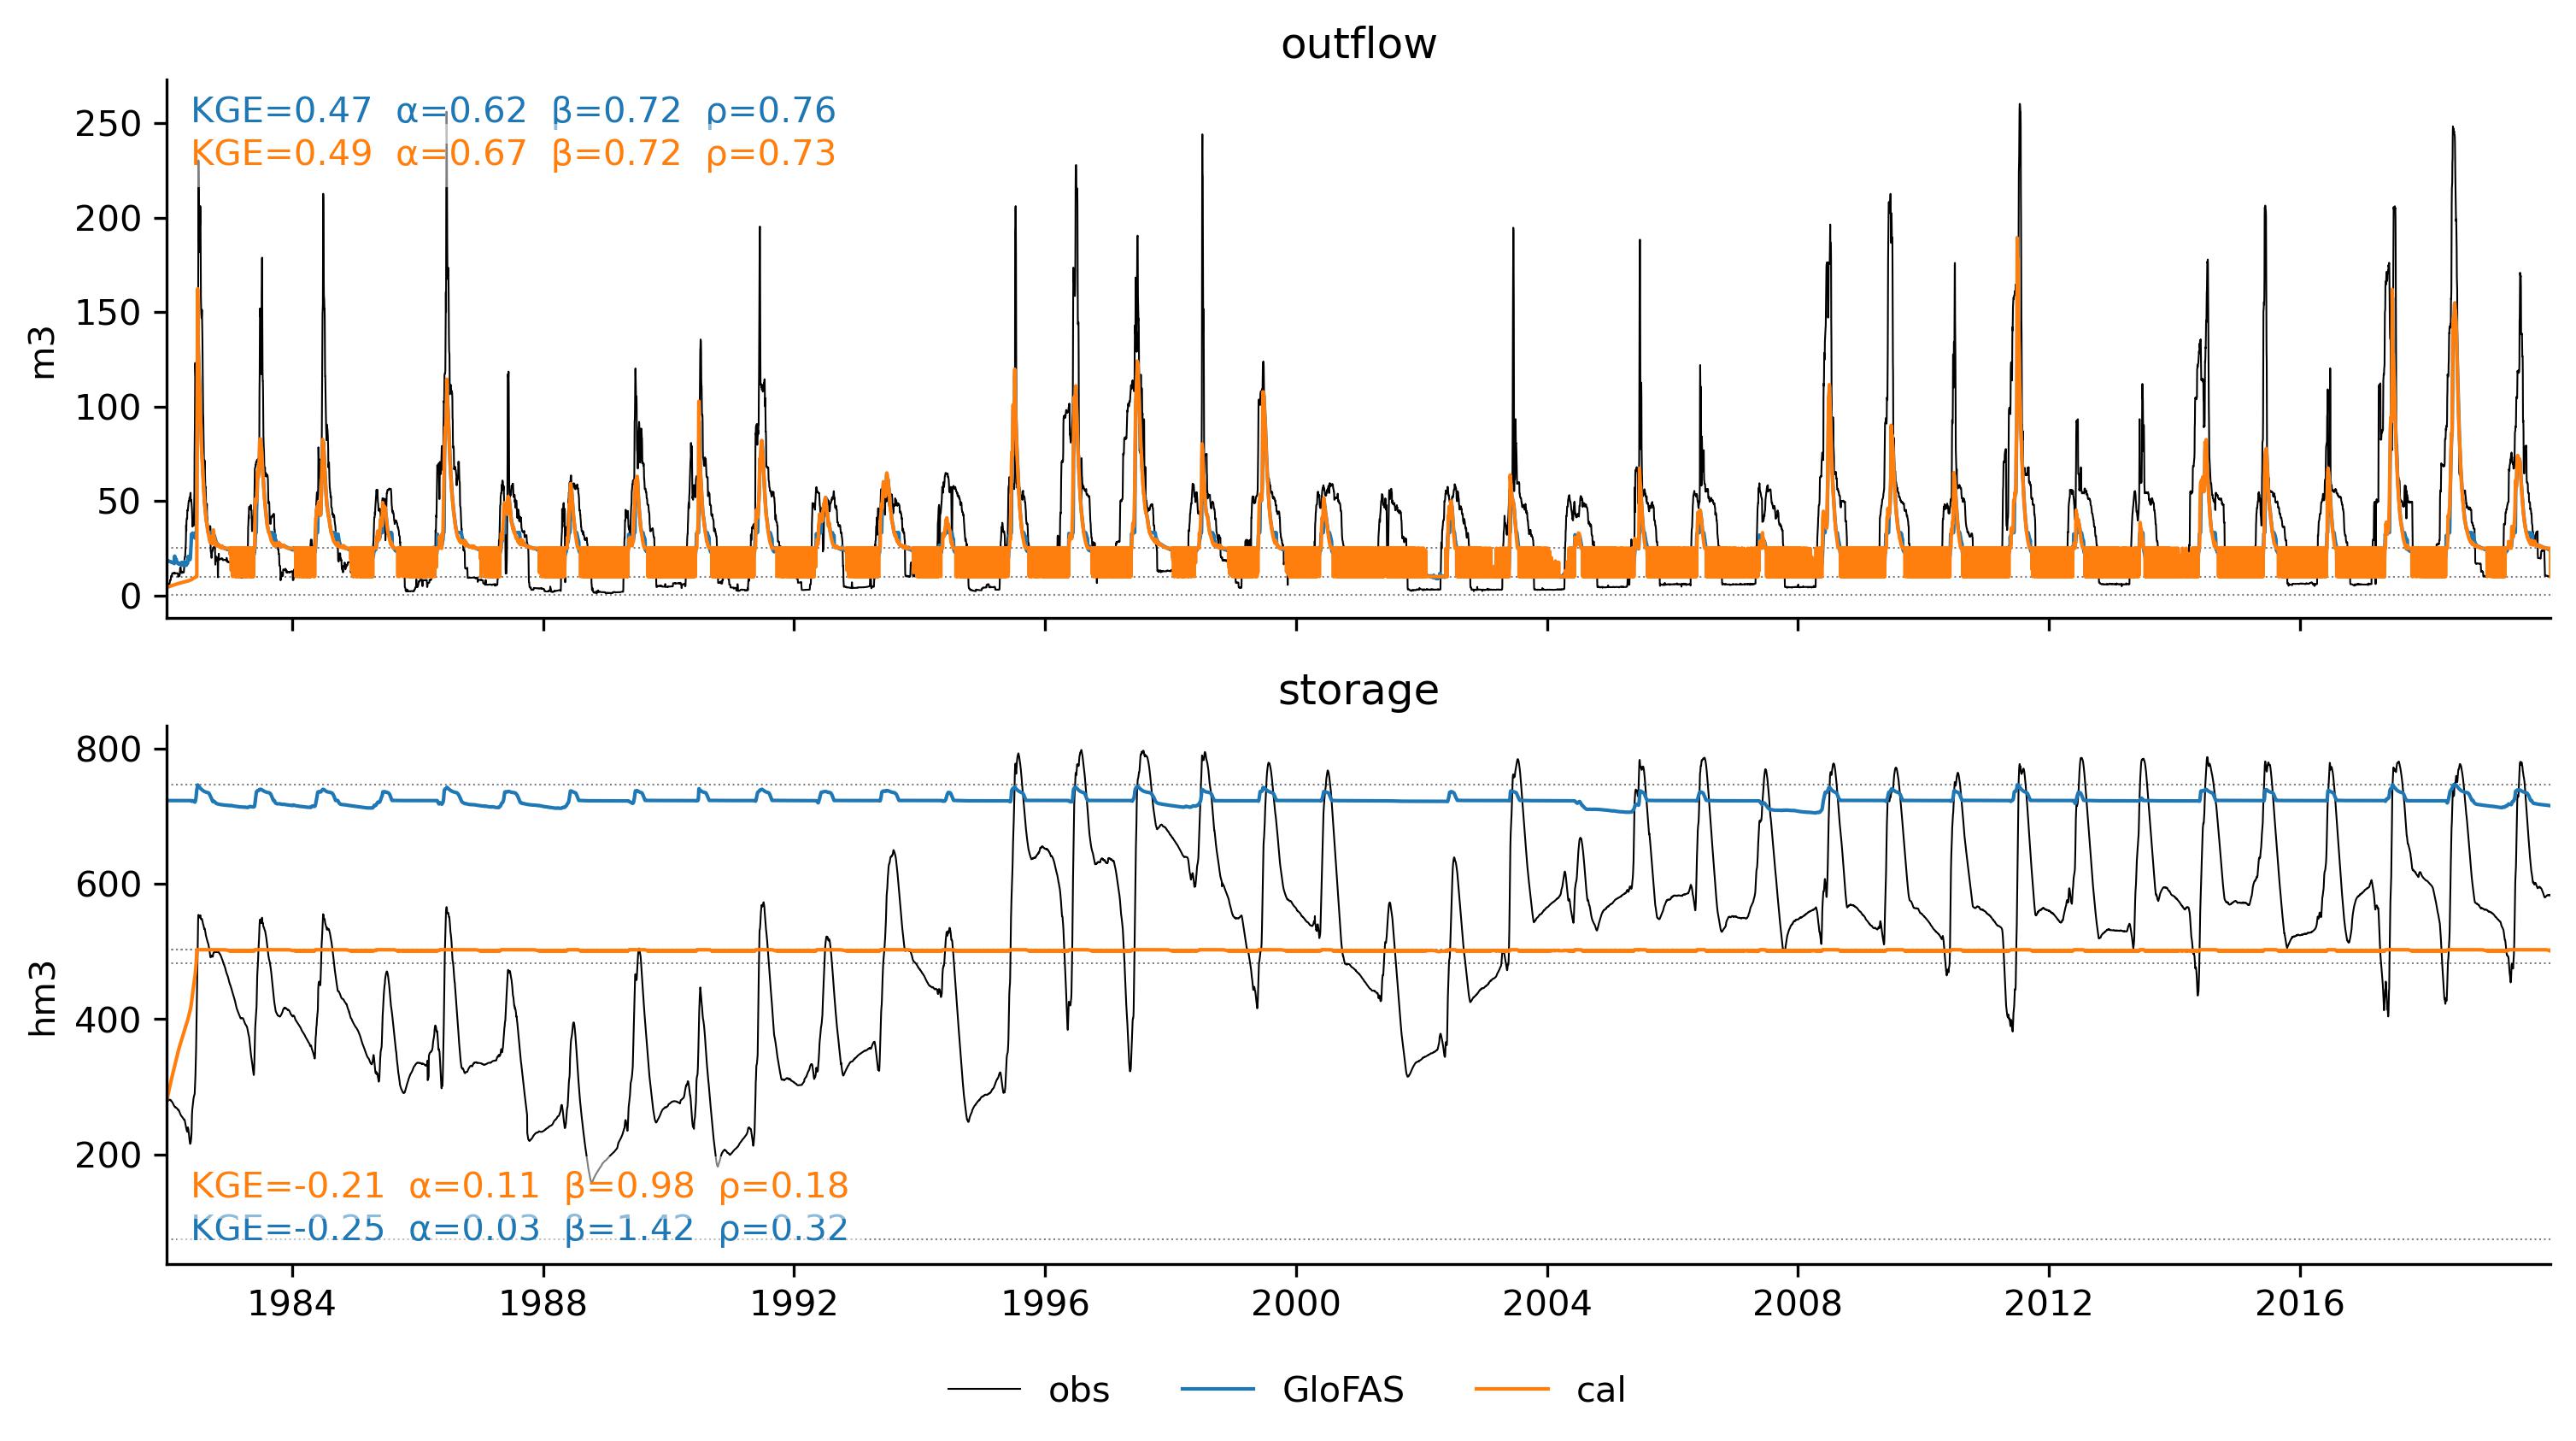 outflow
KGE=0.47 α=0.62 β=0.72 ρ=0.76
KGE=0.49 α=0.67 β=0.72 ρ=0.73
250
200
150
100
50
0
m3
storage
800
600
400
200
hm3
KGE=-0.21 α=0.11 β=0.98 ρ=0.18
KGE=-0.25 α=0.03 β=1.42 ρ=0.32
1984 1988 1992 1996 2000 2004 2008 2012 2016
obs GloFAS cal